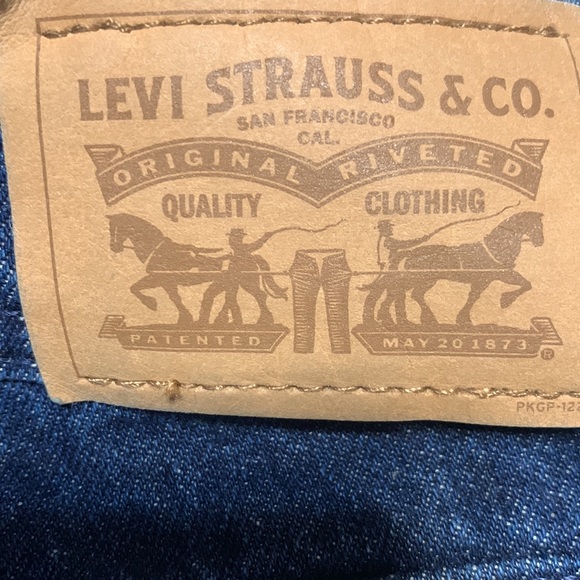 LEVI STRAUSS & CO.
SAN FRANCISCO
CAL.
ORIGINAL RIVETED
QUALITY CLOTHING
PATENTED MAY 20 1873 ®